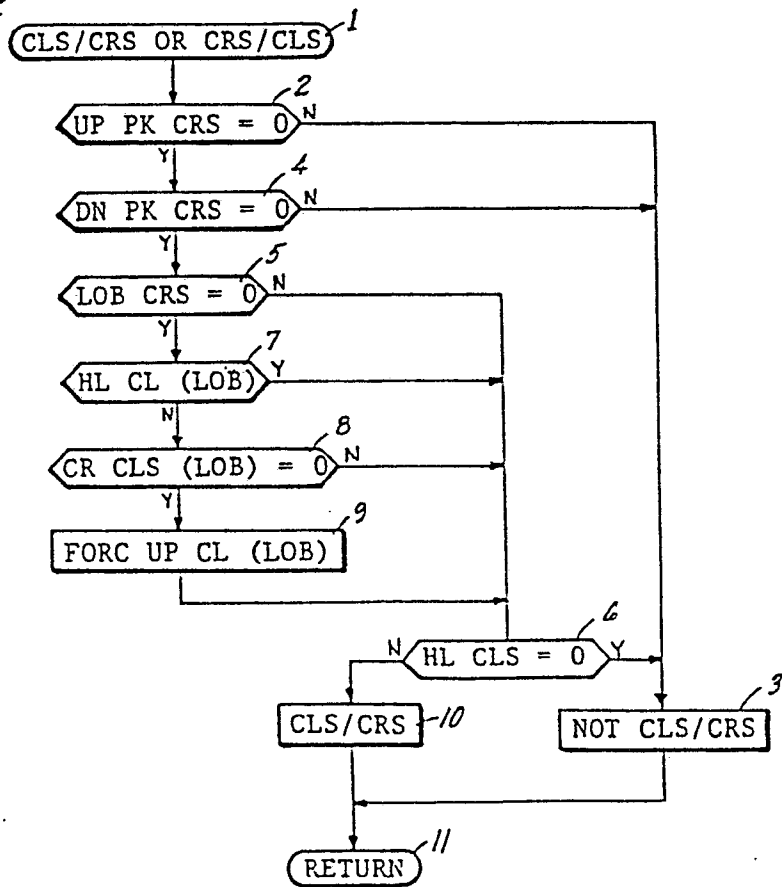 CLS/CRS OR CRS/CLS 1
2
UP PK CRS = 0 N
Y
4
DN PK CRS = 0 N
Y
5
LOB CRS = 0 N
Y
7
HL CL (LOB) Y
N
8
CR CLS (LOB) = 0 N
Y
9
FORC UP CL (LOB)
6
N HL CLS = 0 Y
3
CLS/CRS 10
NOT CLS/CRS
11
RETURN